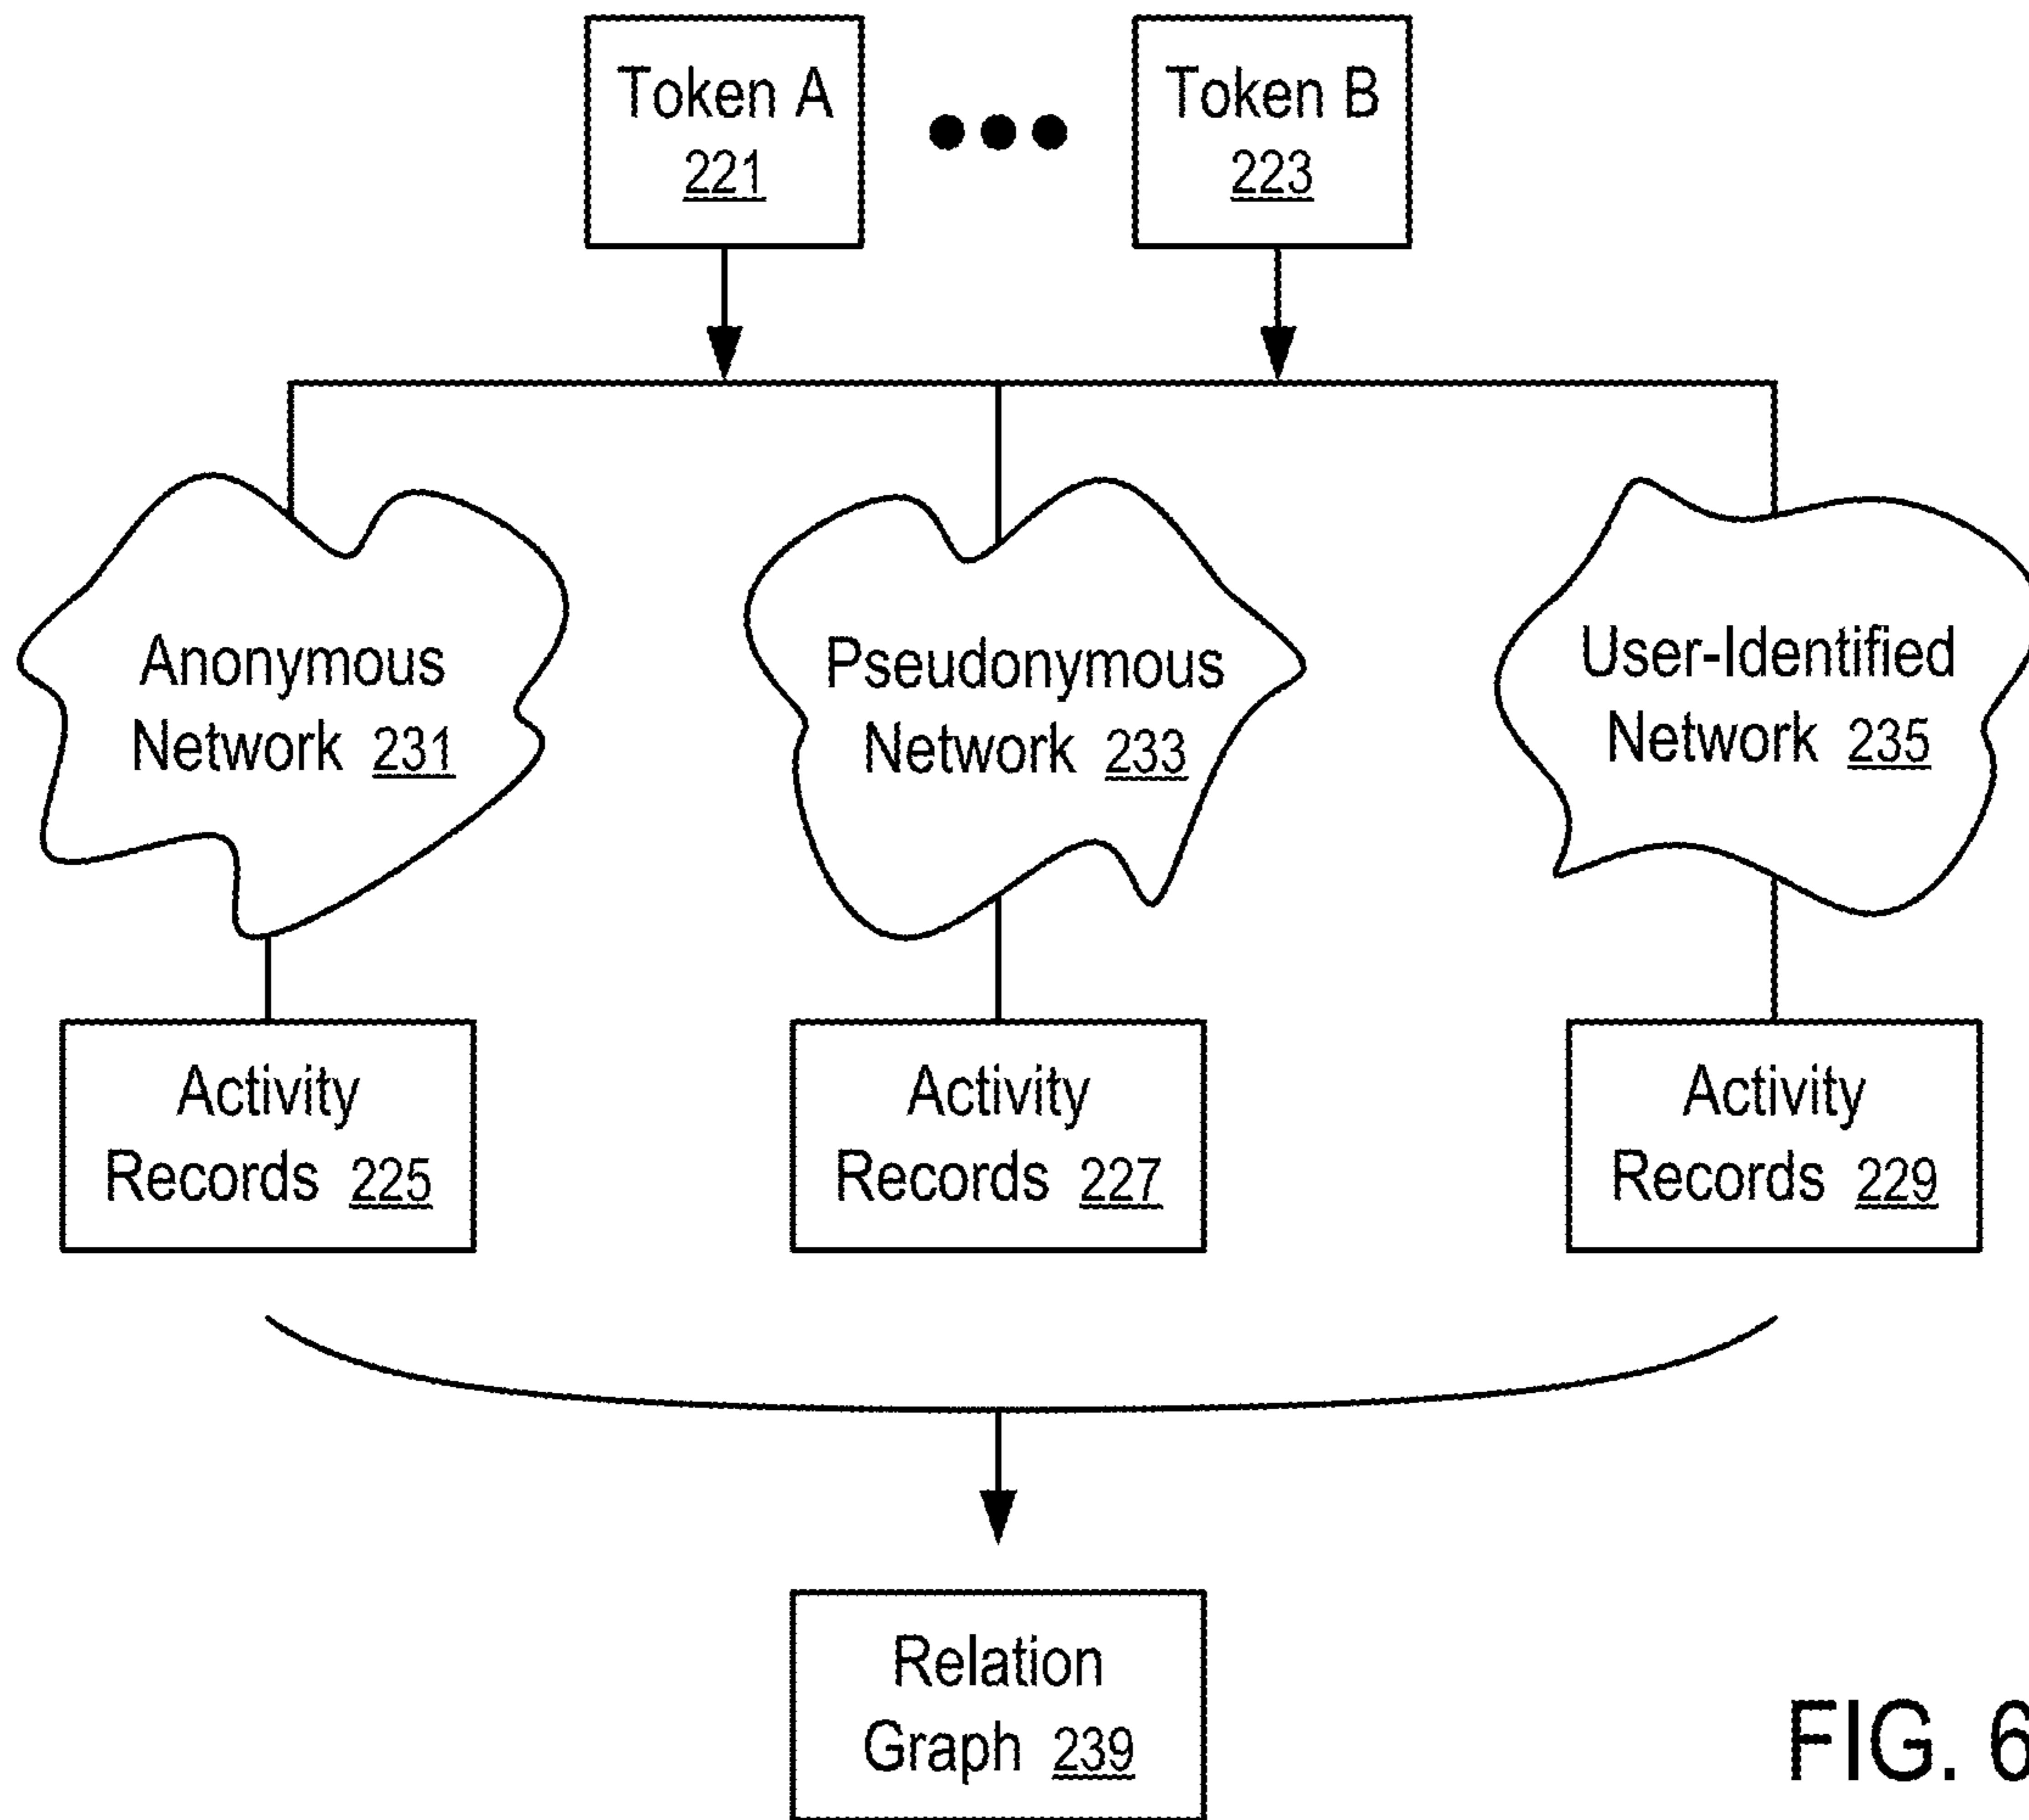 Token A
221
Token B
223
Anonymous
Network 231
Pseudonymous
Network 233
User-Identified
Network 235
Activity
Records 225
Activity
Records 227
Activity
Records 229
Relation
Graph 239
FIG. 6